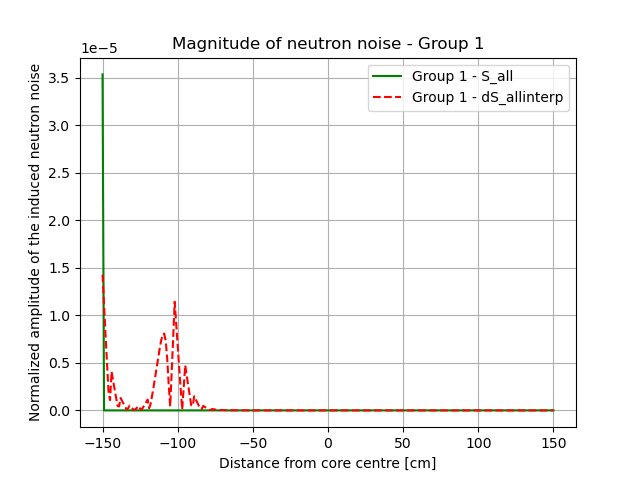 Magnitude of neutron noise - Group 1
1e−5
Normalized amplitude of the induced neutron noise
3.5
3.0
2.5
2.0
1.5
1.0
0.5
0.0
Group 1 - S_all
Group 1 - dS_allinterp
−150
−100
−50
0
50
100
150
Distance from core centre [cm]